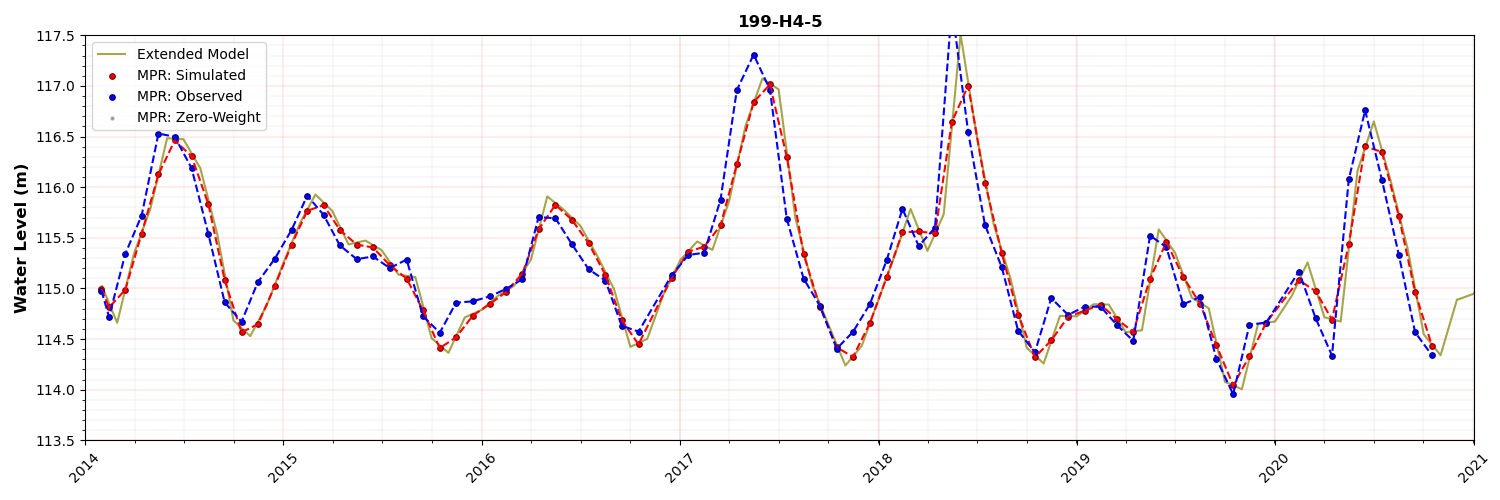 199-H4-5
Extended Model
MPR: Simulated
MPR: Observed
MPR: Zero-Weight
Water Level (m)
117.5
117.0
116.5
116.0
115.5
115.0
114.5
114.0
113.5
2014
2015
2016
2017
2018
2019
2020
2021